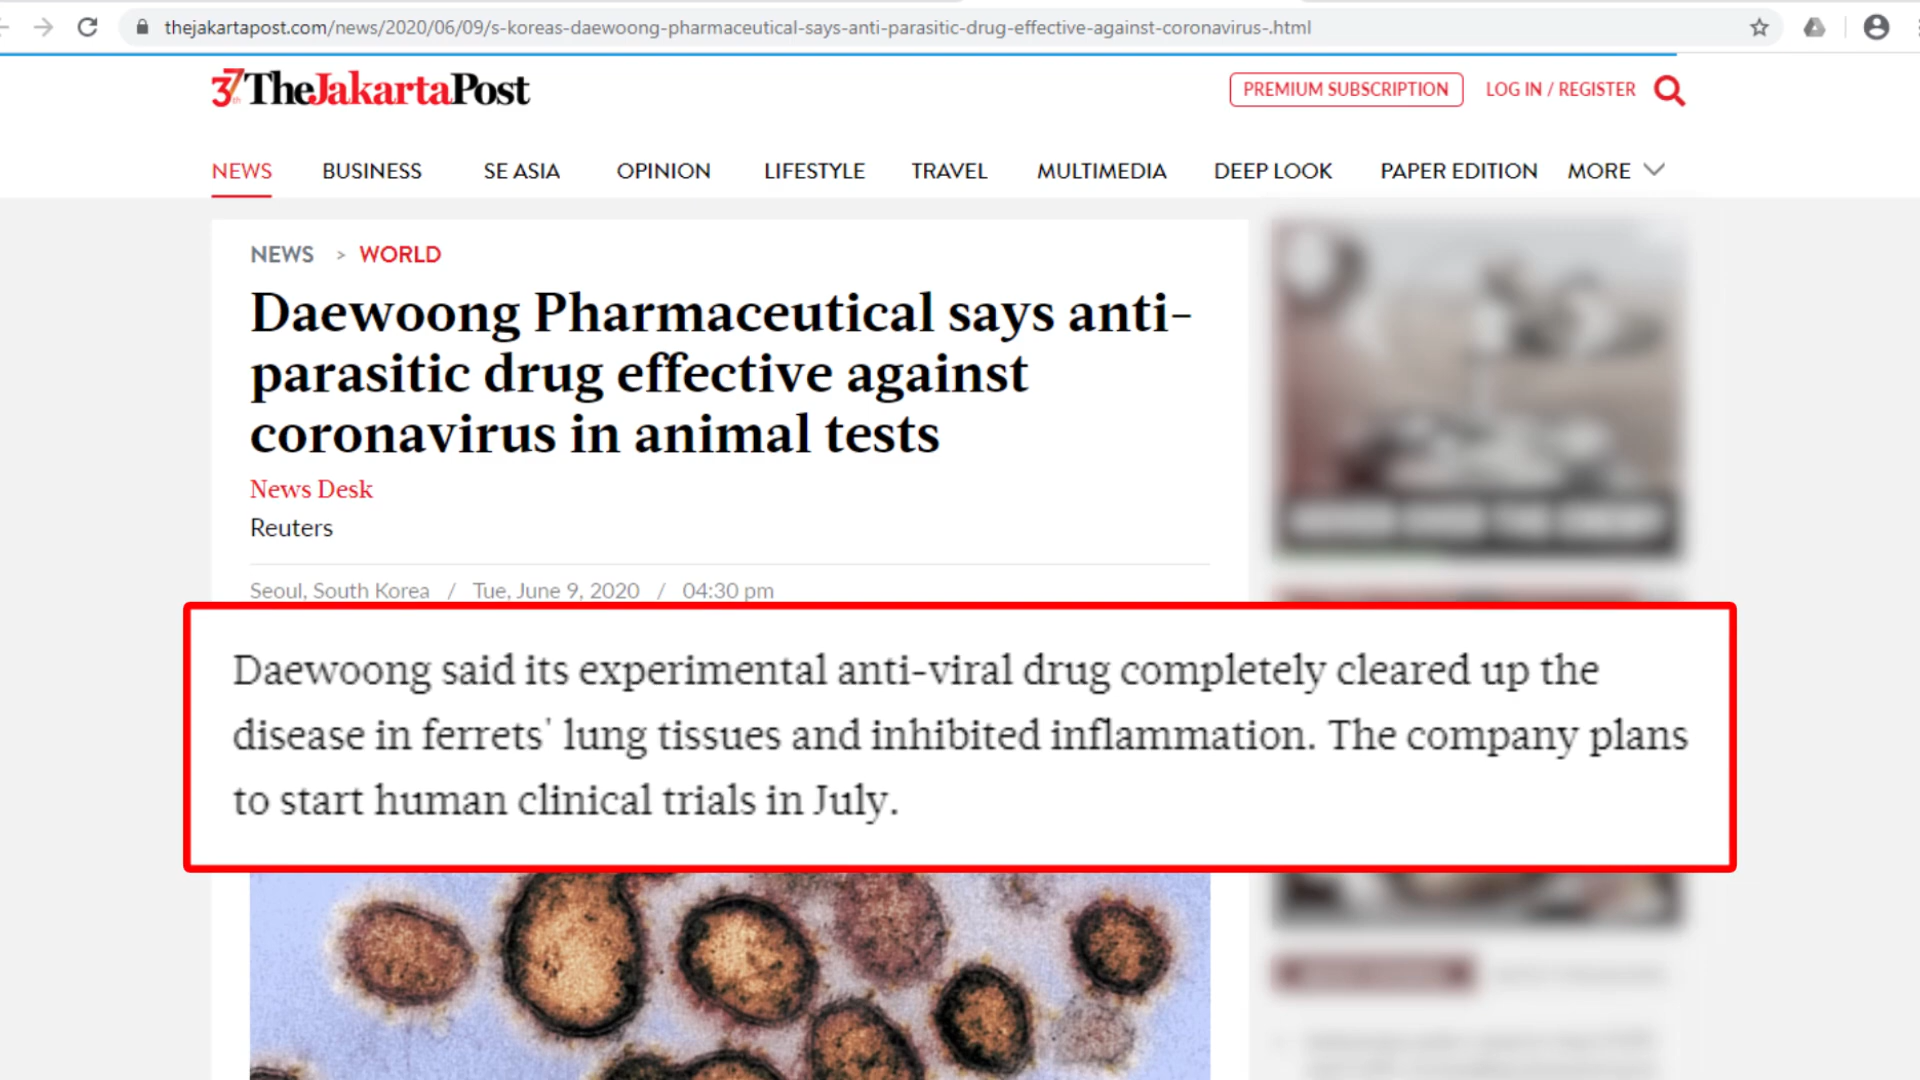 thejakartapost.com/news/2020/06/09/s-koreas-daewoong-pharmaceutical-says-anti-parasitic-drug-effective-against-coronavirus-.html
37th TheJakartaPost
PREMIUM SUBSCRIPTION LOG IN / REGISTER
NEWS BUSINESS SE ASIA OPINION LIFESTYLE TRAVEL MULTIMEDIA DEEP LOOK PAPER EDITION MORE
NEWS > WORLD
Daewoong Pharmaceutical says anti-
parasitic drug effective against
coronavirus in animal tests
News Desk
Reuters
Seoul, South Korea / Tue, June 9, 2020 / 04:30 pm
Daewoong said its experimental anti-viral drug completely cleared up the
disease in ferrets' lung tissues and inhibited inflammation. The company plans
to start human clinical trials in July.